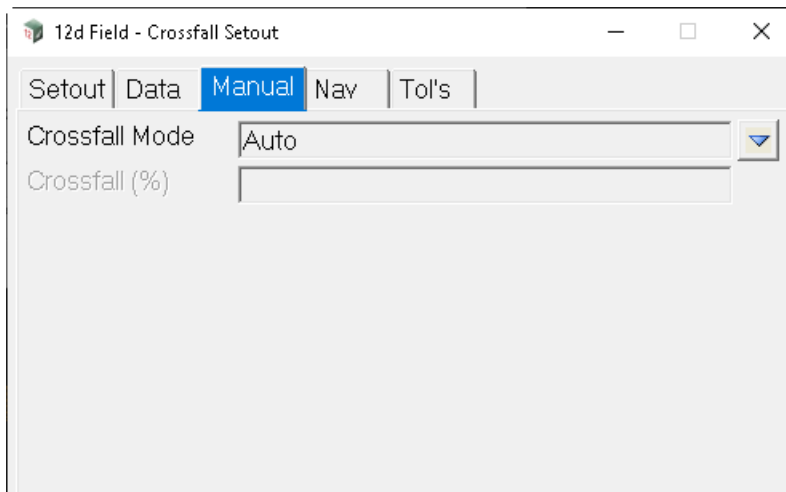 12d Field - Crossfall Setout
Setout Data Manual Nav Tol's
Crossfall Mode Auto
Crossfall (%)